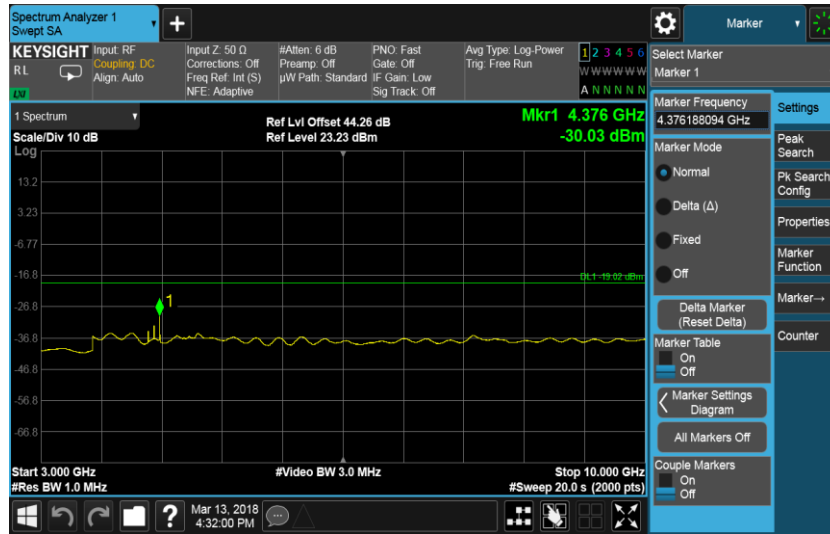 Spectrum Analyzer 1
Swept SA
+
Marker
KEYSIGHT
RL
LXI
Input: RF
Coupling: DC
Align: Auto
Input Z: 50 Ω
Corrections: Off
Freq Ref: Int (S)
NFE: Adaptive
#Atten: 6 dB
Preamp: Off
µW Path: Standard
PNO: Fast
Gate: Off
IF Gain: Low
Sig Track: Off
Avg Type: Log-Power
Trig: Free Run
1 2 3 4 5 6
W W W W W W
A N N N N N
Select Marker
Marker 1
1 Spectrum
Scale/Div 10 dB
Log
Ref Lvl Offset 44.26 dB
Ref Level 23.23 dBm
Mkr1 4.376 GHz
-30.03 dBm
13.2
3.23
-6.77
-16.8
-26.8
-36.8
-46.8
-56.8
-66.8
DL1 -19.02 dBm
1
Start 3.000 GHz
#Res BW 1.0 MHz
#Video BW 3.0 MHz
Stop 10.000 GHz
#Sweep 20.0 s (2000 pts)
Marker Frequency
4.376188094 GHz
Marker Mode
Normal
Delta (Δ)
Fixed
Off
Delta Marker
(Reset Delta)
Marker Table
On
Off
Marker Settings
Diagram
All Markers Off
Couple Markers
On
Off
Settings
Peak
Search
Pk Search
Config
Properties
Marker
Function
Marker→
Counter
?
Mar 13, 2018
4:32:00 PM